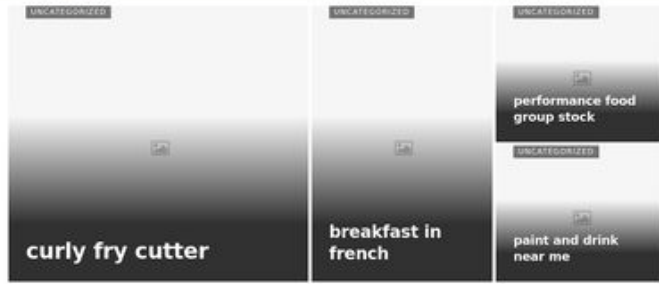 UNCATEGORIZED
curly fry cutter
UNCATEGORIZED
breakfast in
french
UNCATEGORIZED
performance food
group stock
UNCATEGORIZED
paint and drink
near me